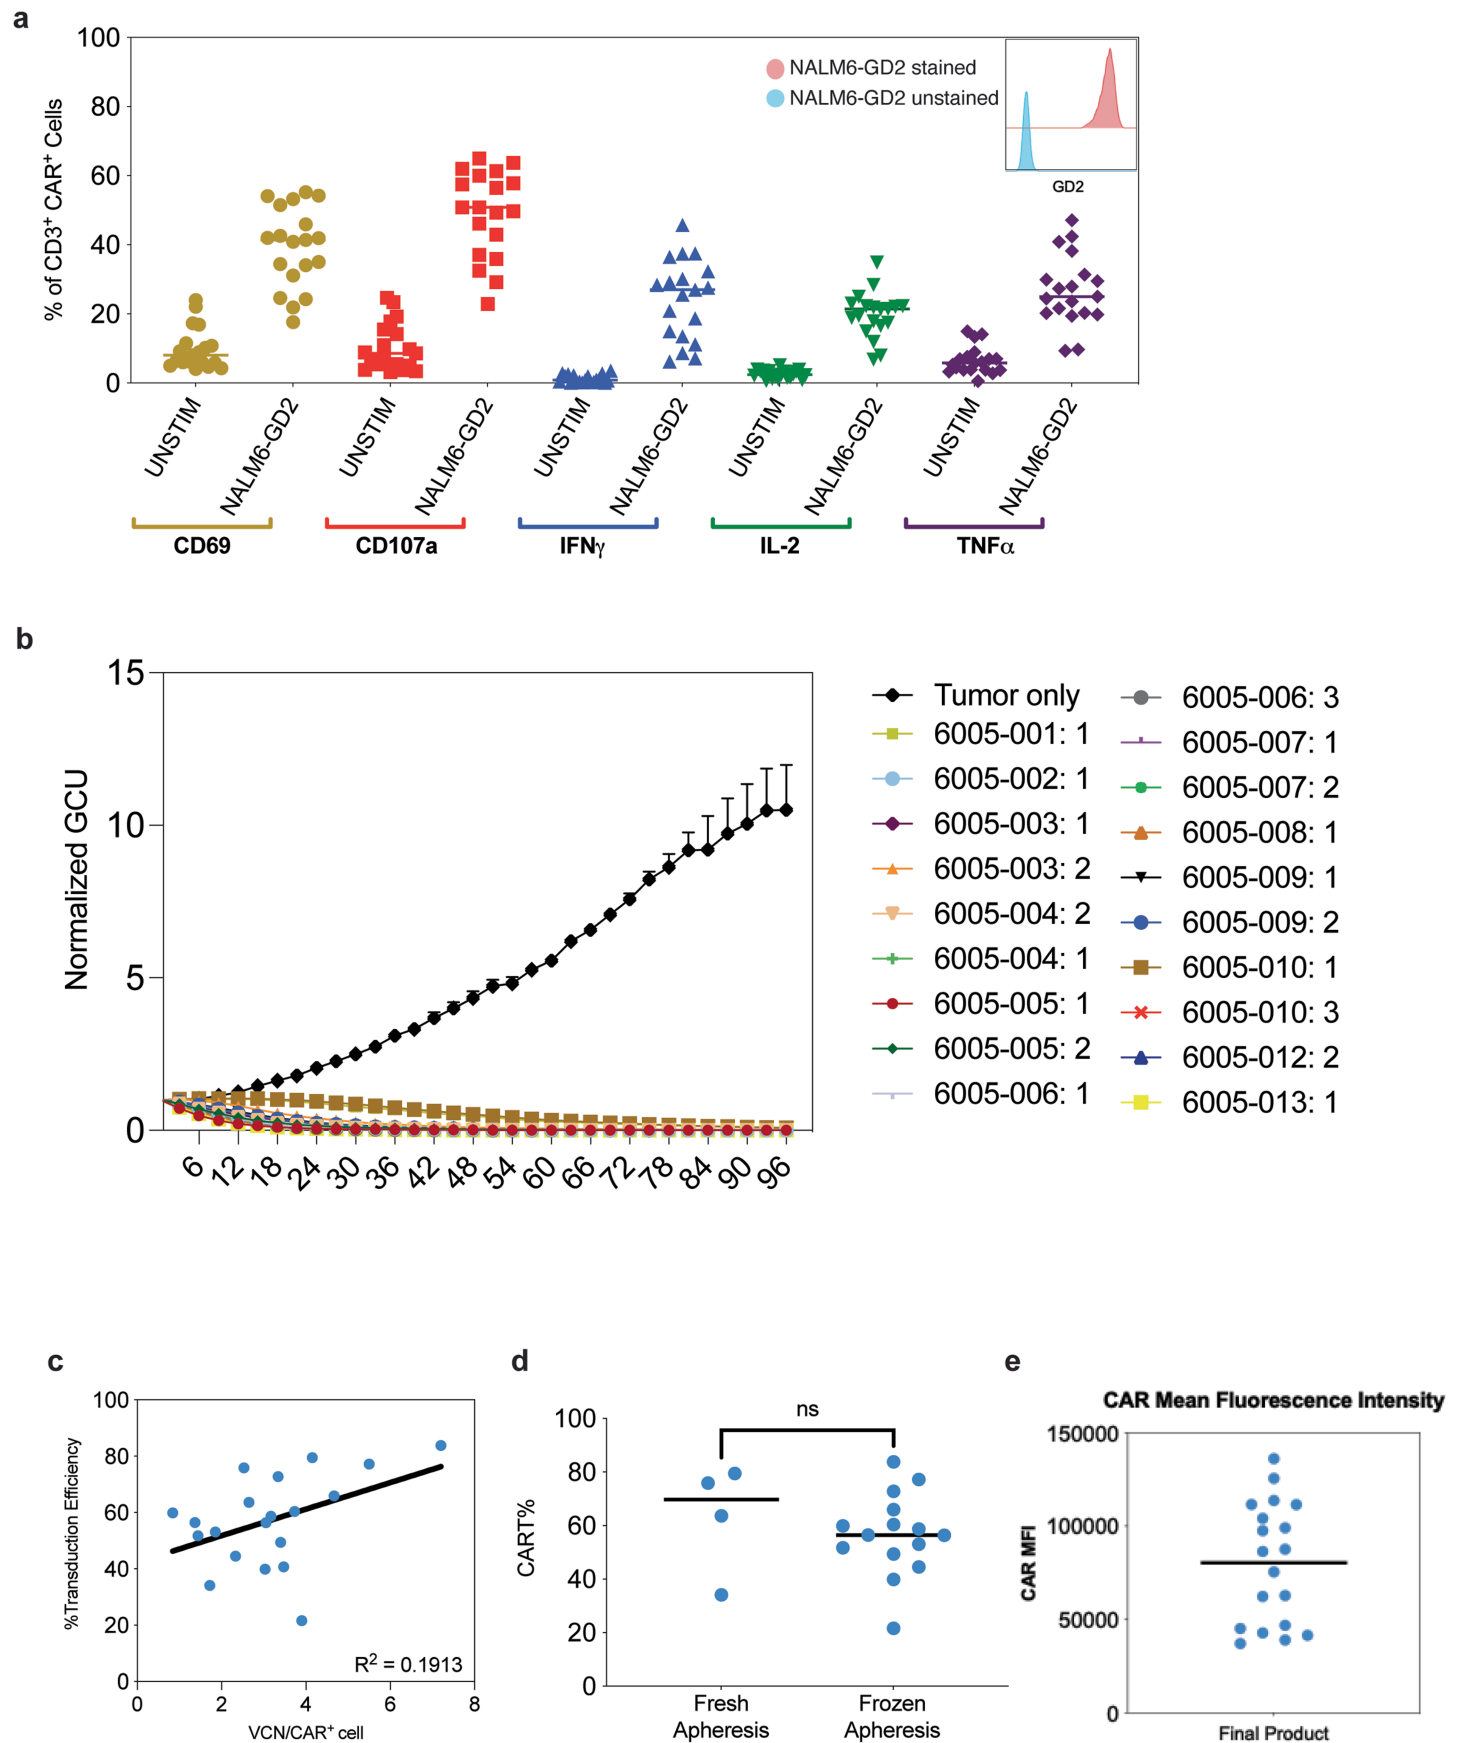 a
100
80
60
40
20
0
% of CD3+ CAR+ Cells
NALM6-GD2 stained
NALM6-GD2 unstained
GD2
UNSTIM
NALM6-GD2
UNSTIM
NALM6-GD2
UNSTIM
NALM6-GD2
UNSTIM
NALM6-GD2
UNSTIM
NALM6-GD2
CD69
CD107a
IFNγ
IL-2
TNFα
b
15
10
5
0
Normalized GCU
6
12
18
24
30
36
42
48
54
60
66
72
78
84
90
96
Tumor only
6005-001: 1
6005-002: 1
6005-003: 1
6005-003: 2
6005-004: 2
6005-004: 1
6005-005: 1
6005-005: 2
6005-006: 1
6005-006: 3
6005-007: 1
6005-007: 2
6005-008: 1
6005-009: 1
6005-009: 2
6005-010: 1
6005-010: 3
6005-012: 2
6005-013: 1
c
100
80
60
40
20
0
%Transduction Efficiency
R2 = 0.1913
0
2
4
6
8
VCN/CAR+ cell
d
ns
100
80
60
40
20
0
CART%
Fresh
Apheresis
Frozen
Apheresis
e
CAR Mean Fluorescence Intensity
150000
100000
50000
0
CAR MFI
Final Product